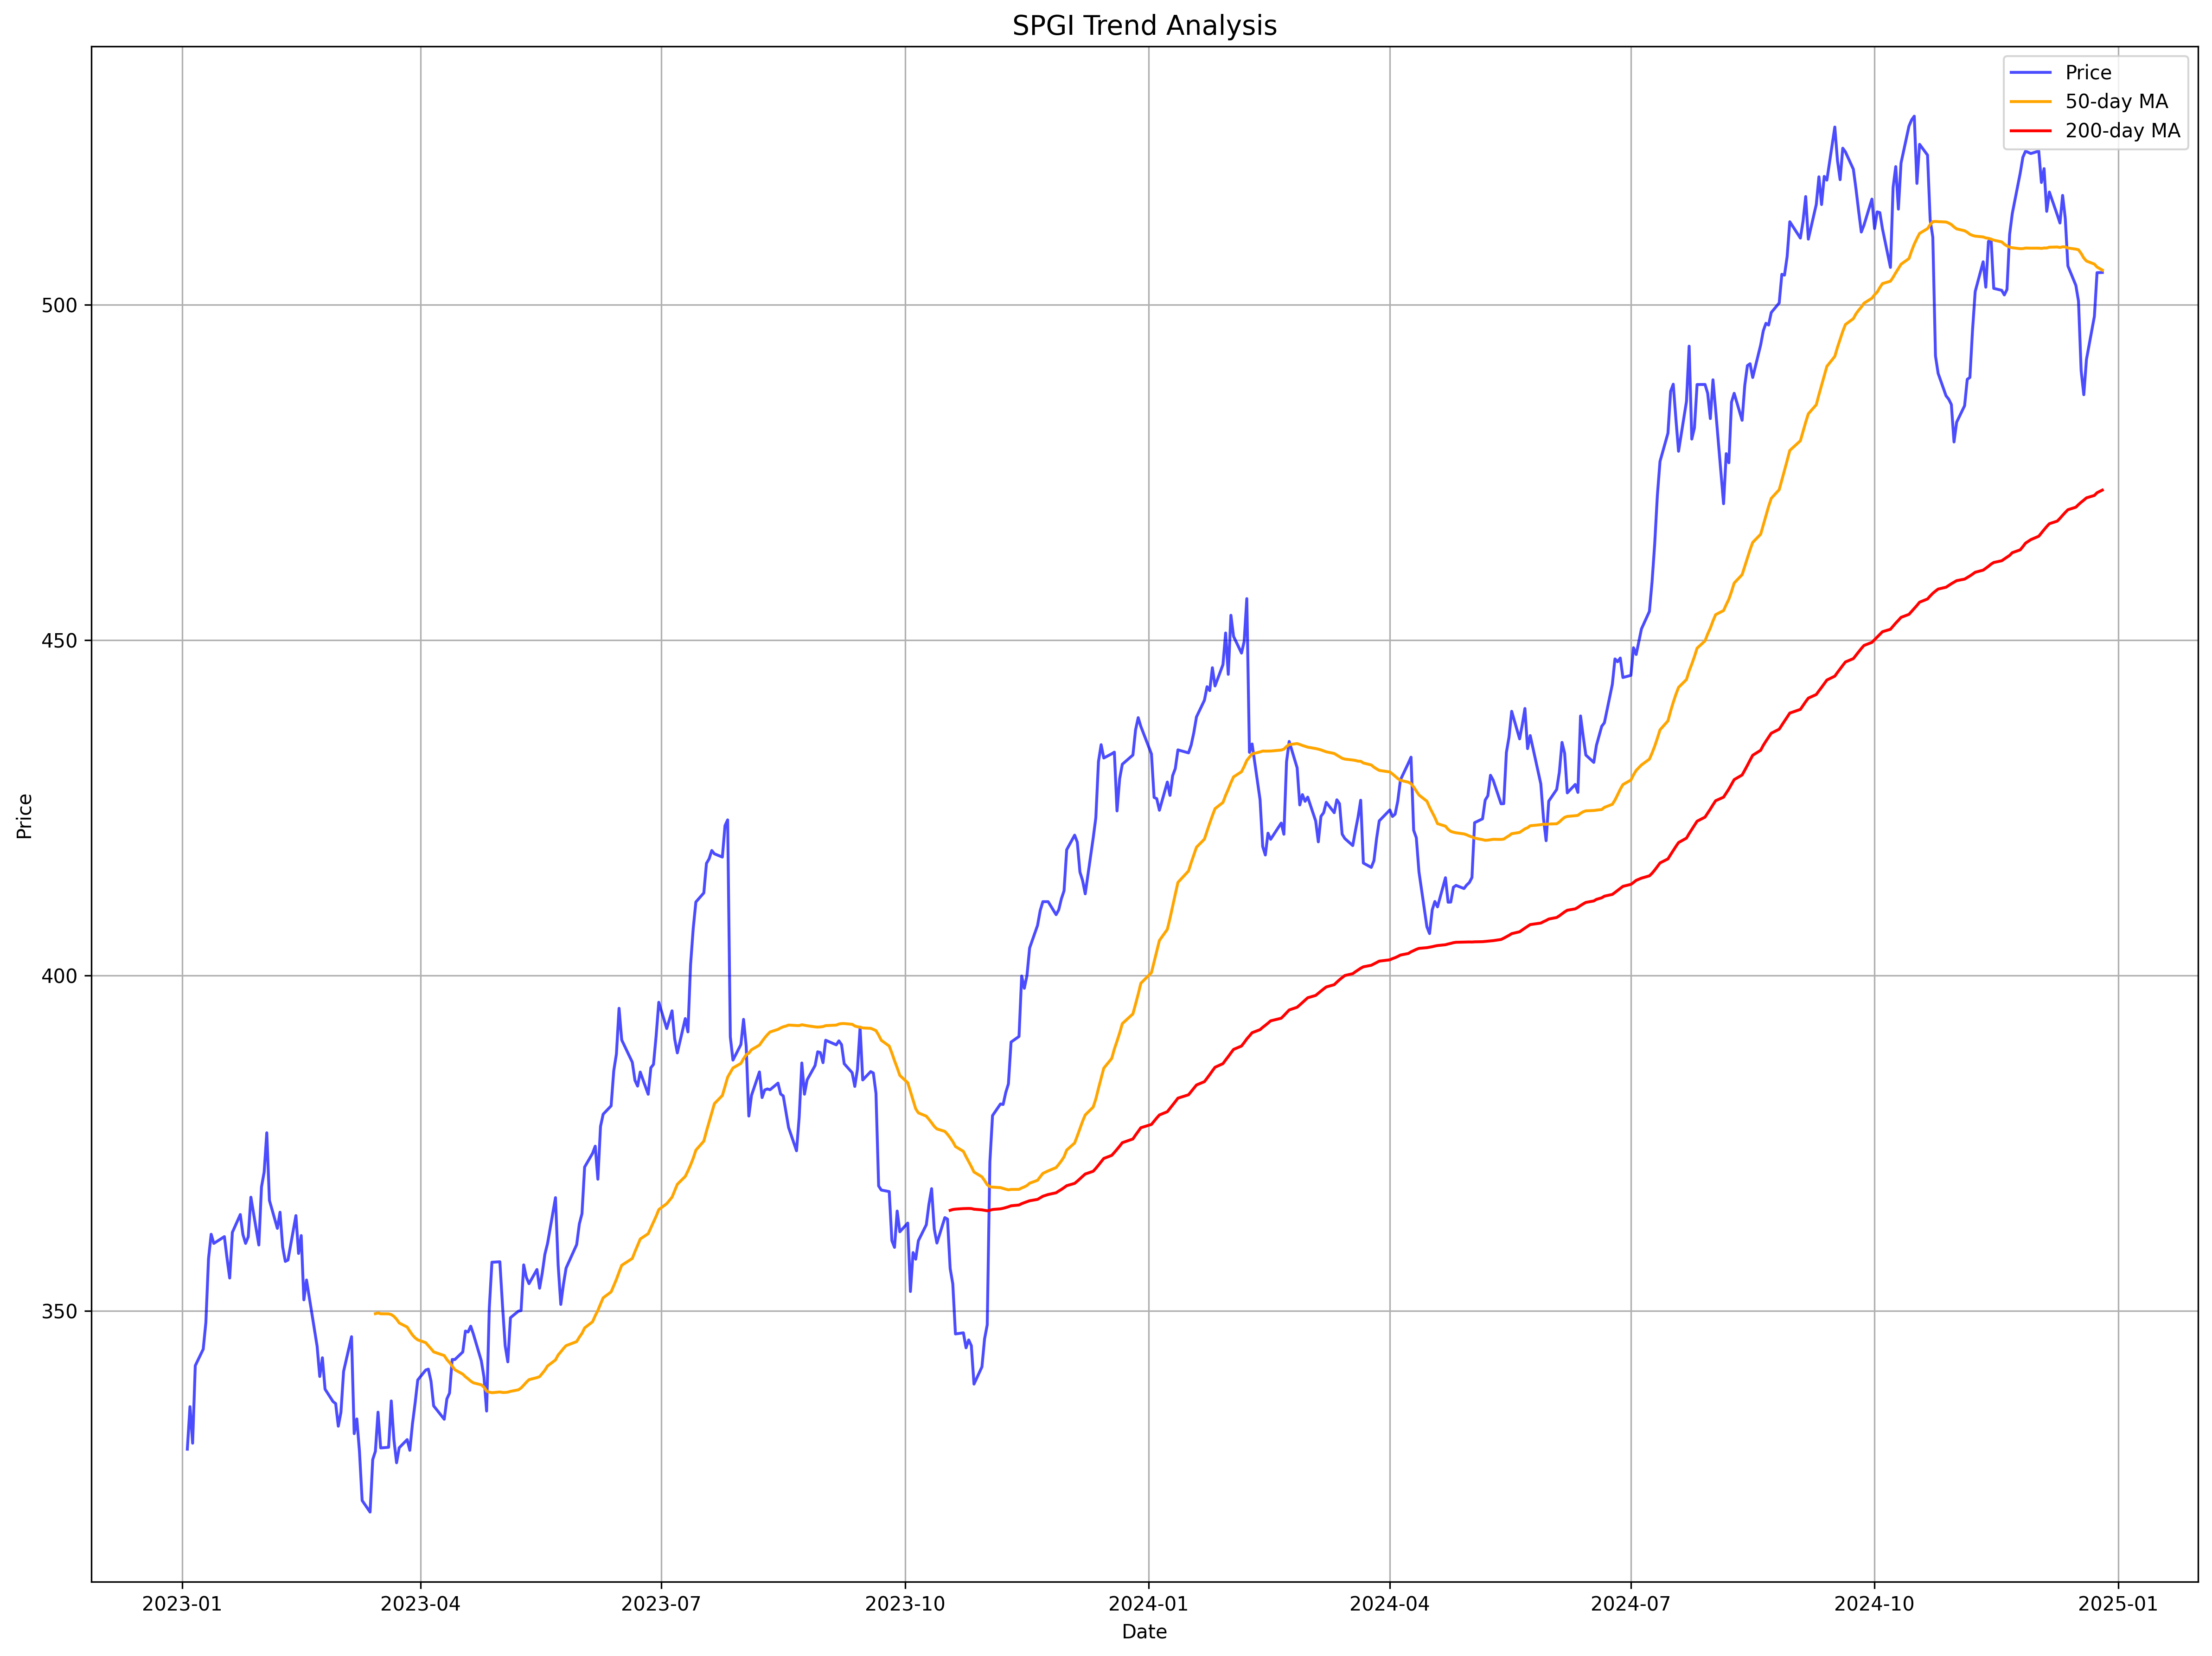 SPGI Trend Analysis
Price
50-day MA
200-day MA
500
450
400
350
Price
2023-01
2023-04
2023-07
2023-10
2024-01
2024-04
2024-07
2024-10
2025-01
Date